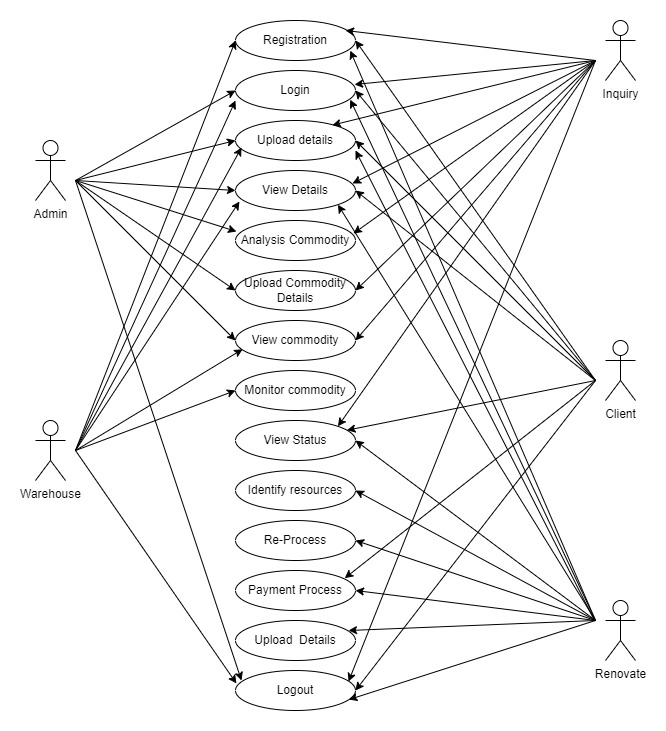 Registration
Inquiry
Login
Upload details
Admin
View Details
Analysis Commodity
Upload Commodity
Details
View commodity
Monitor commodity
Client
View Status
Warehouse
Identify resources
Re-Process
Payment Process
Upload  Details
Renovate
Logout